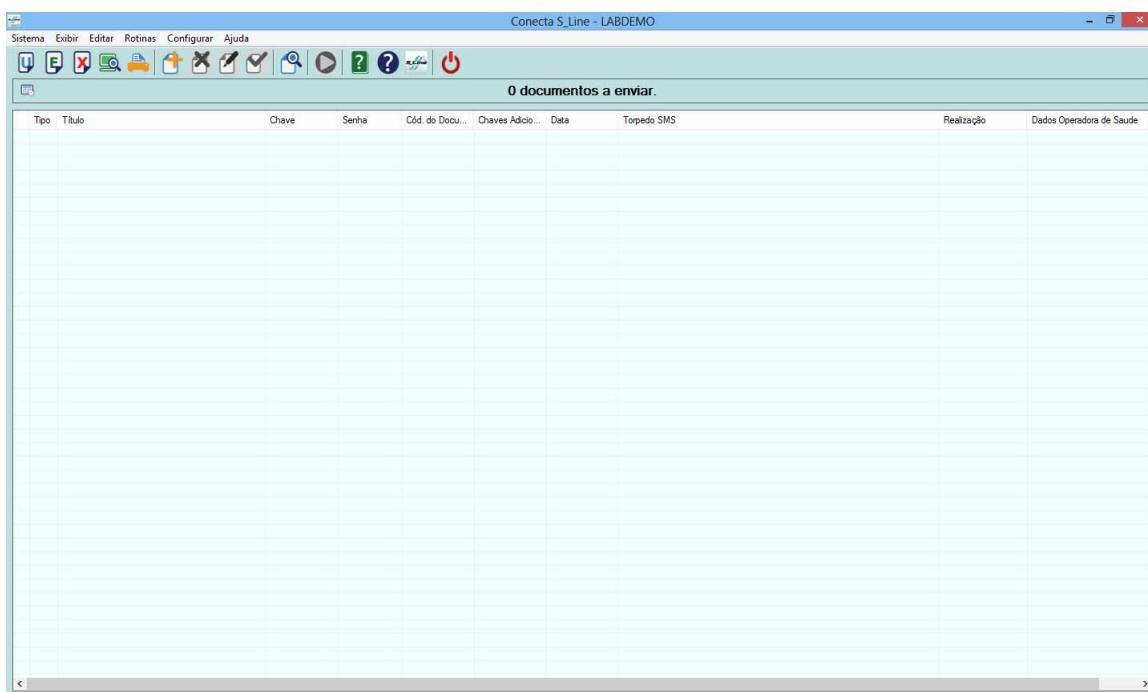 Conecta S_Line - LABDEMO
Sistema Exibir Editar Rotinas Configurar Ajuda
U E X ? ?
0 documentos a enviar.
Tipo Título Chave Senha Cód. do Docu... Chaves Adicio... Data Torpedo SMS Realização Dados Operadora de Saude